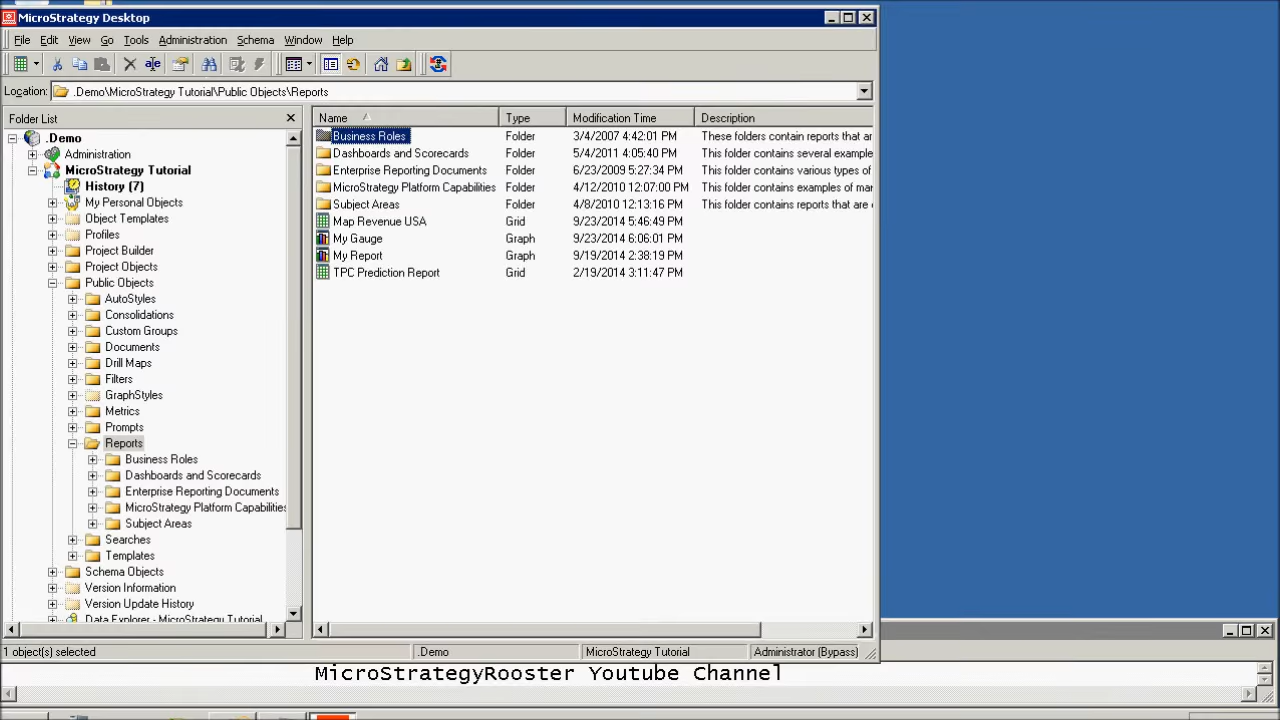 MicroStrategy Desktop
File Edit View Go Tools Administration Schema Window Help
Location: .Demo\MicroStrategy Tutorial\Public Objects\Reports
Folder List
.Demo
Administration
MicroStrategy Tutorial
History (7)
My Personal Objects
Object Templates
Profiles
Project Builder
Project Objects
Public Objects
AutoStyles
Consolidations
Custom Groups
Documents
Drill Maps
Filters
GraphStyles
Metrics
Prompts
Reports
Business Roles
Dashboards and Scorecards
Enterprise Reporting Documents
MicroStrategy Platform Capabilities
Subject Areas
Searches
Templates
Schema Objects
Version Information
Version Update History
Data Explorer - MicroStrategy Tutorial
Name Type Modification Time Description
Business Roles Folder 3/4/2007 4:42:01 PM These folders contain reports that ar
Dashboards and Scorecards Folder 5/4/2011 4:05:40 PM This folder contains several example
Enterprise Reporting Documents Folder 6/23/2009 5:27:34 PM This folder contains various types of
MicroStrategy Platform Capabilities Folder 4/12/2010 12:07:00 PM This folder contains examples of mar
Subject Areas Folder 4/8/2010 12:13:16 PM This folder contains reports that are
Map Revenue USA Grid 9/23/2014 5:46:49 PM
My Gauge Graph 9/23/2014 6:06:01 PM
My Report Graph 9/19/2014 2:38:19 PM
TPC Prediction Report Grid 2/19/2014 3:11:47 PM
1 object(s) selected .Demo MicroStrategy Tutorial Administrator (Bypass)
MicroStrategyRooster Youtube Channel